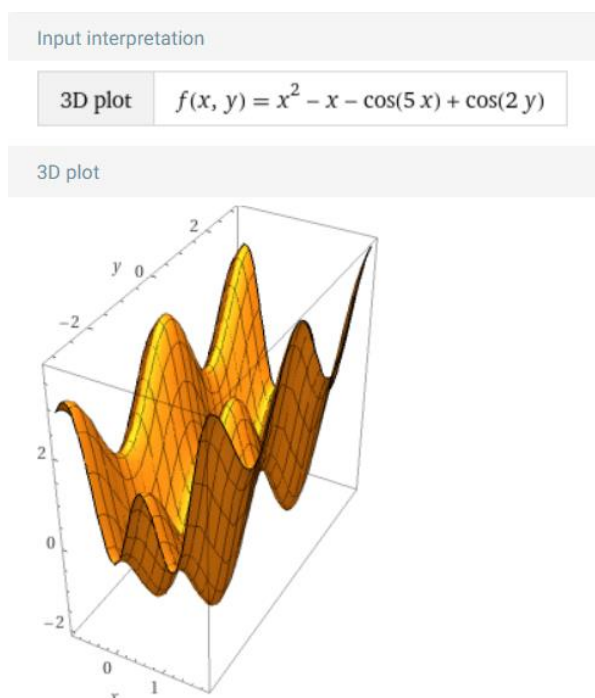 Input interpretation
3D plot f(x, y) = x² – x – cos(5 x) + cos(2 y)
3D plot
2
y 0
–2
2
0
–2
0
1
x